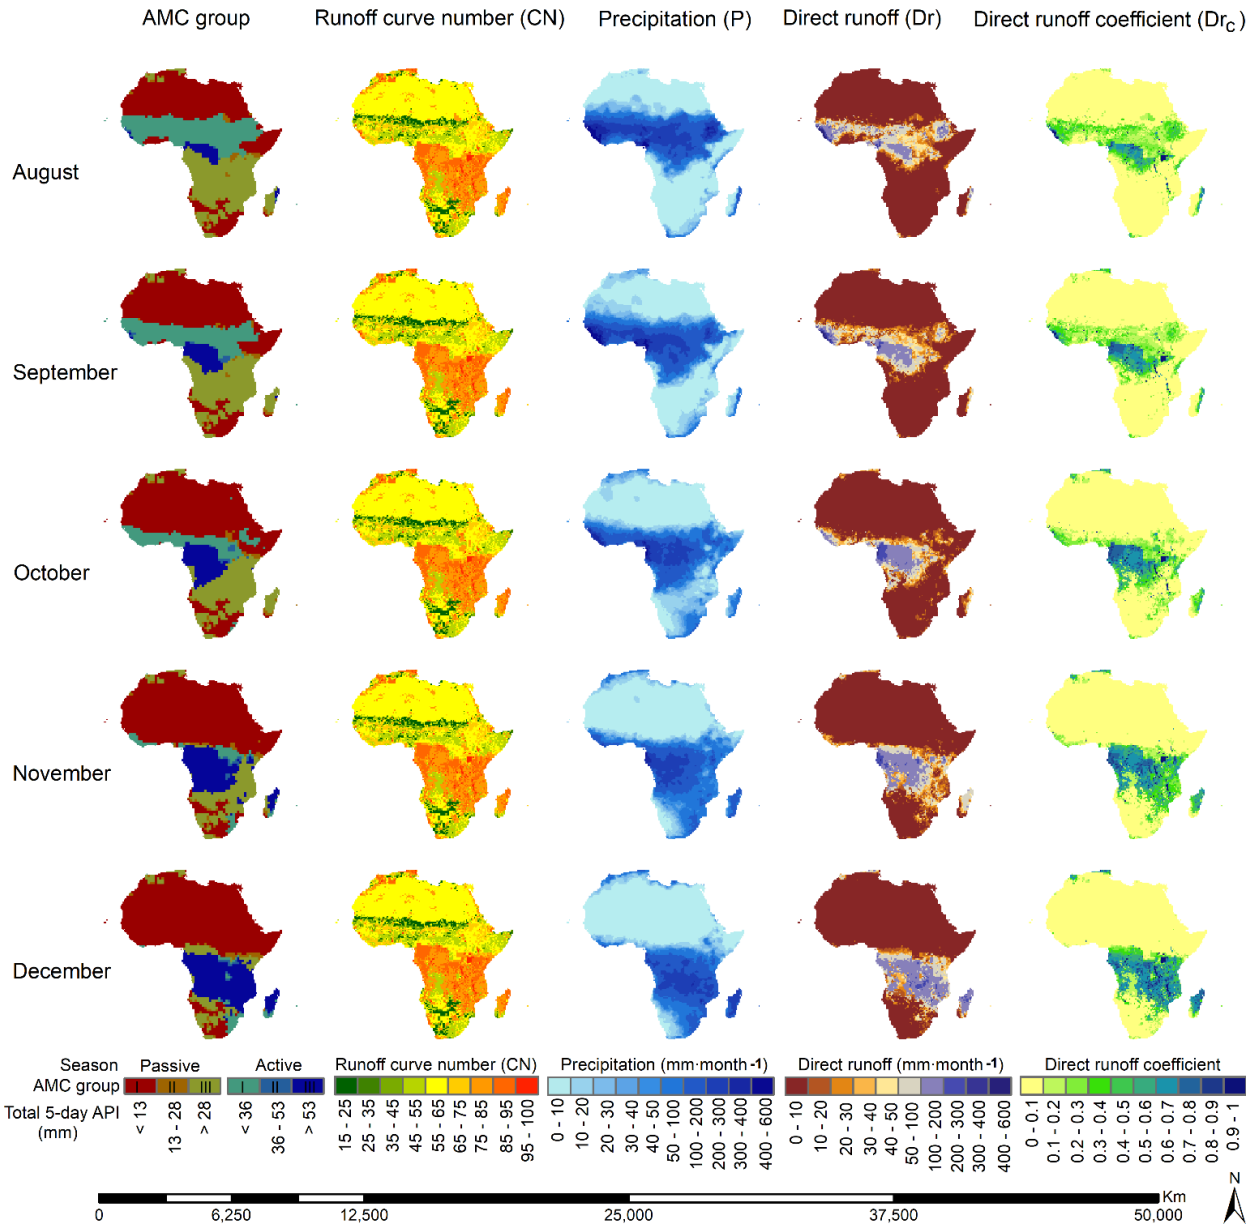 AMC group Runoff curve number (CN) Precipitation (P) Direct runoff (Dr) Direct runoff coefficient (DrC)
August
September
October
November
December
Season Passive Active Runoff curve number (CN) Precipitation (mm·month-1) Direct runoff (mm·month-1) Direct runoff coefficient
AMC group I II III I II III
Total 5-day API (mm) < 13 13 - 28 > 28 < 36 36 - 53 > 53
15 - 25 25 - 35 35 - 45 45 - 55 55 - 65 65 - 75 75 - 85 85 - 95 95 - 100
0 - 10 10 - 20 20 - 30 30 - 40 40 - 50 50 - 100 100 - 200 200 - 300 300 - 400 400 - 600
0 - 10 10 - 20 20 - 30 30 - 40 40 - 50 50 - 100 100 - 200 200 - 300 300 - 400 400 - 600
0 - 0.1 0.1 - 0.2 0.2 - 0.3 0.3 - 0.4 0.4 - 0.5 0.5 - 0.6 0.6 - 0.7 0.7 - 0.8 0.8 - 0.9 0.9 - 1
N
Km
0 6,250 12,500 25,000 37,500 50,000